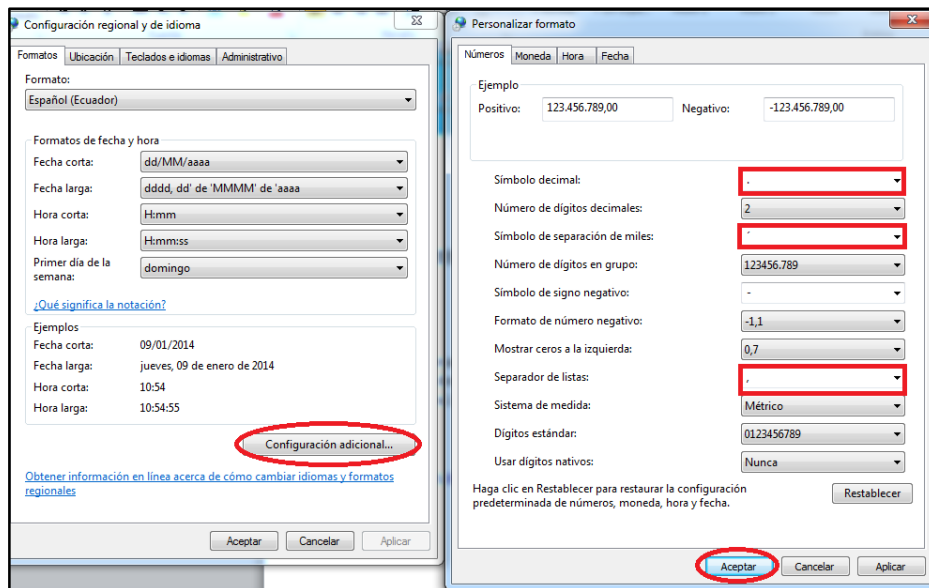 Configuración regional y de idioma
Formatos Ubicación Teclados e idiomas Administrativo
Formato:
Español (Ecuador)
Formatos de fecha y hora
Fecha corta: dd/MM/aaaa
Fecha larga: dddd, dd' de 'MMMM' de 'aaaa
Hora corta: H:mm
Hora larga: H:mm:ss
Primer día de la
semana: domingo
¿Qué significa la notación?
Ejemplos
Fecha corta: 09/01/2014
Fecha larga: jueves, 09 de enero de 2014
Hora corta: 10:54
Hora larga: 10:54:55
Configuración adicional...
Obtener información en línea acerca de cómo cambiar idiomas y formatos
regionales
Aceptar Cancelar Aplicar
Personalizar formato
Números Moneda Hora Fecha
Ejemplo
Positivo: 123.456.789,00 Negativo: -123.456.789,00
Símbolo decimal: .
Número de dígitos decimales: 2
Símbolo de separación de miles: ´
Número de dígitos en grupo: 123456.789
Símbolo de signo negativo: -
Formato de número negativo: -1,1
Mostrar ceros a la izquierda: 0,7
Separador de listas: ,
Sistema de medida: Métrico
Dígitos estándar: 0123456789
Usar dígitos nativos: Nunca
Haga clic en Restablecer para restaurar la configuración
predeterminada de números, moneda, hora y fecha.
Restablecer
Aceptar Cancelar Aplicar